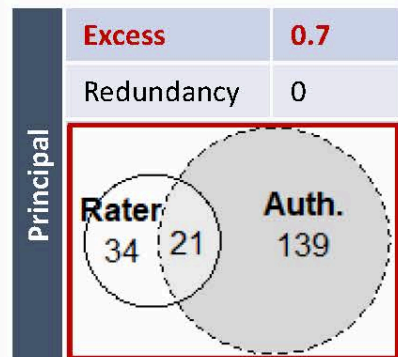 Principal
Excess 0.7
Redundancy 0
Rater Auth.
34 21 139